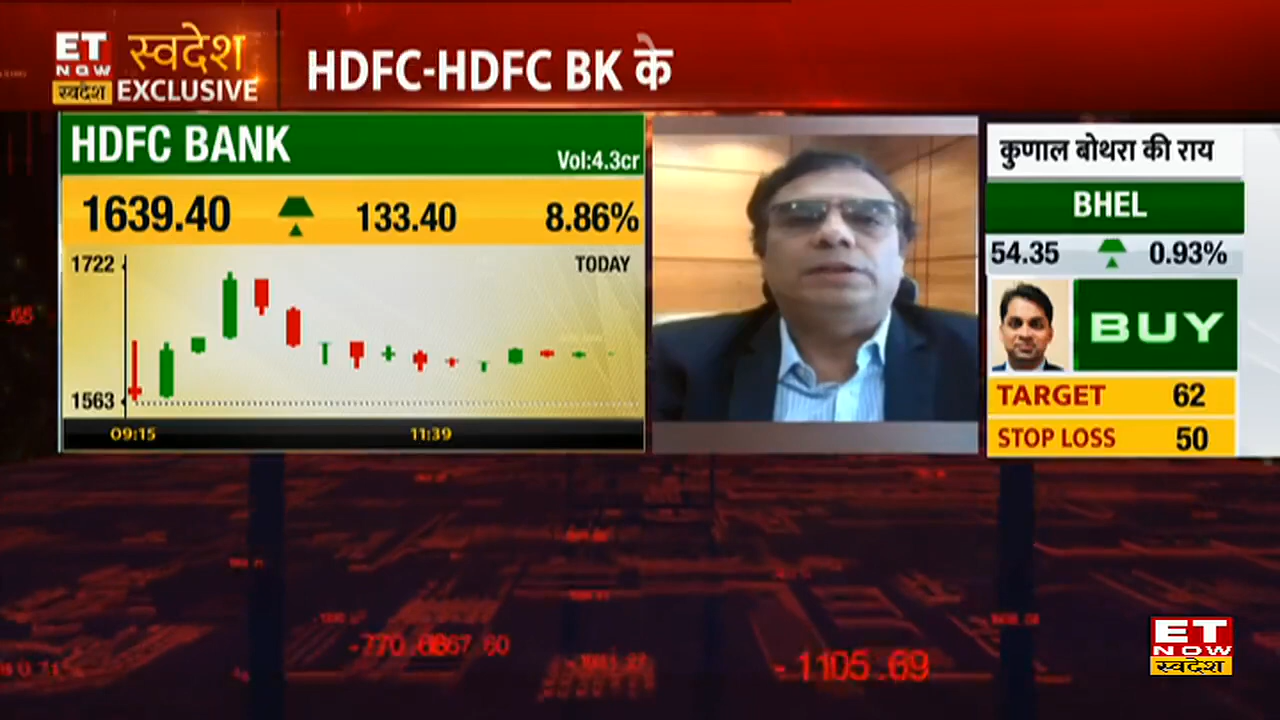 ET
NOW
स्वदेश
स्वदेश
EXCLUSIVE
HDFC-HDFC BK के
HDFC BANK
Vol:4.3cr
1639.40
133.40
8.86%
1722
TODAY
1563
09:15
11:39
कुणाल बोथरा की राय
BHEL
54.35
0.93%
BUY
TARGET
62
STOP LOSS
50
- 1105.69
ET
NOW
स्वदेश